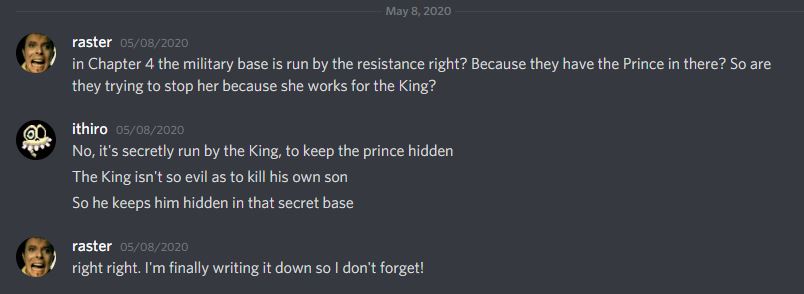 May 8, 2020
raster 05/08/2020
in Chapter 4 the military base is run by the resistance right? Because they have the Prince in there? So are
they trying to stop her because she works for the King?
ithiro 05/08/2020
No, it's secretly run by the King, to keep the prince hidden
The King isn't so evil as to kill his own son
So he keeps him hidden in that secret base
raster 05/08/2020
right right. I'm finally writing it down so I don't forget!